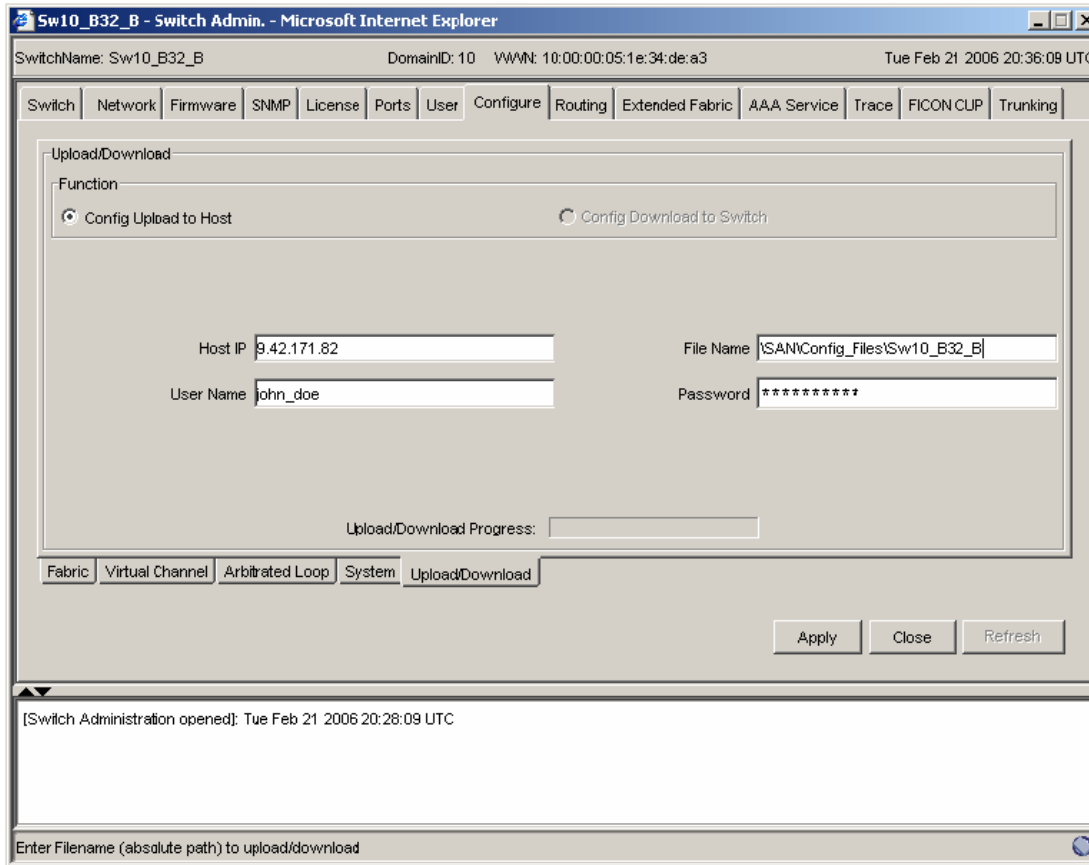 Sw10_B32_B - Switch Admin. - Microsoft Internet Explorer
SwitchName: Sw10_B32_B DomainID: 10 WWN: 10:00:00:05:1e:34:de:a3 Tue Feb 21 2006 20:36:09 UTC
Switch Network Firmware SNMP License Ports User Configure Routing Extended Fabric AAA Service Trace FICON CUP Trunking
Upload/Download
Function
Config Upload to Host Config Download to Switch
Host IP 9.42.171.82 File Name \SAN\Config_Files\Sw10_B32_B
User Name john_doe Password **********
Upload/Download Progress:
Fabric Virtual Channel Arbitrated Loop System Upload/Download
Apply Close Refresh
[Switch Administration opened]: Tue Feb 21 2006 20:28:09 UTC
Enter Filename (absolute path) to upload/download